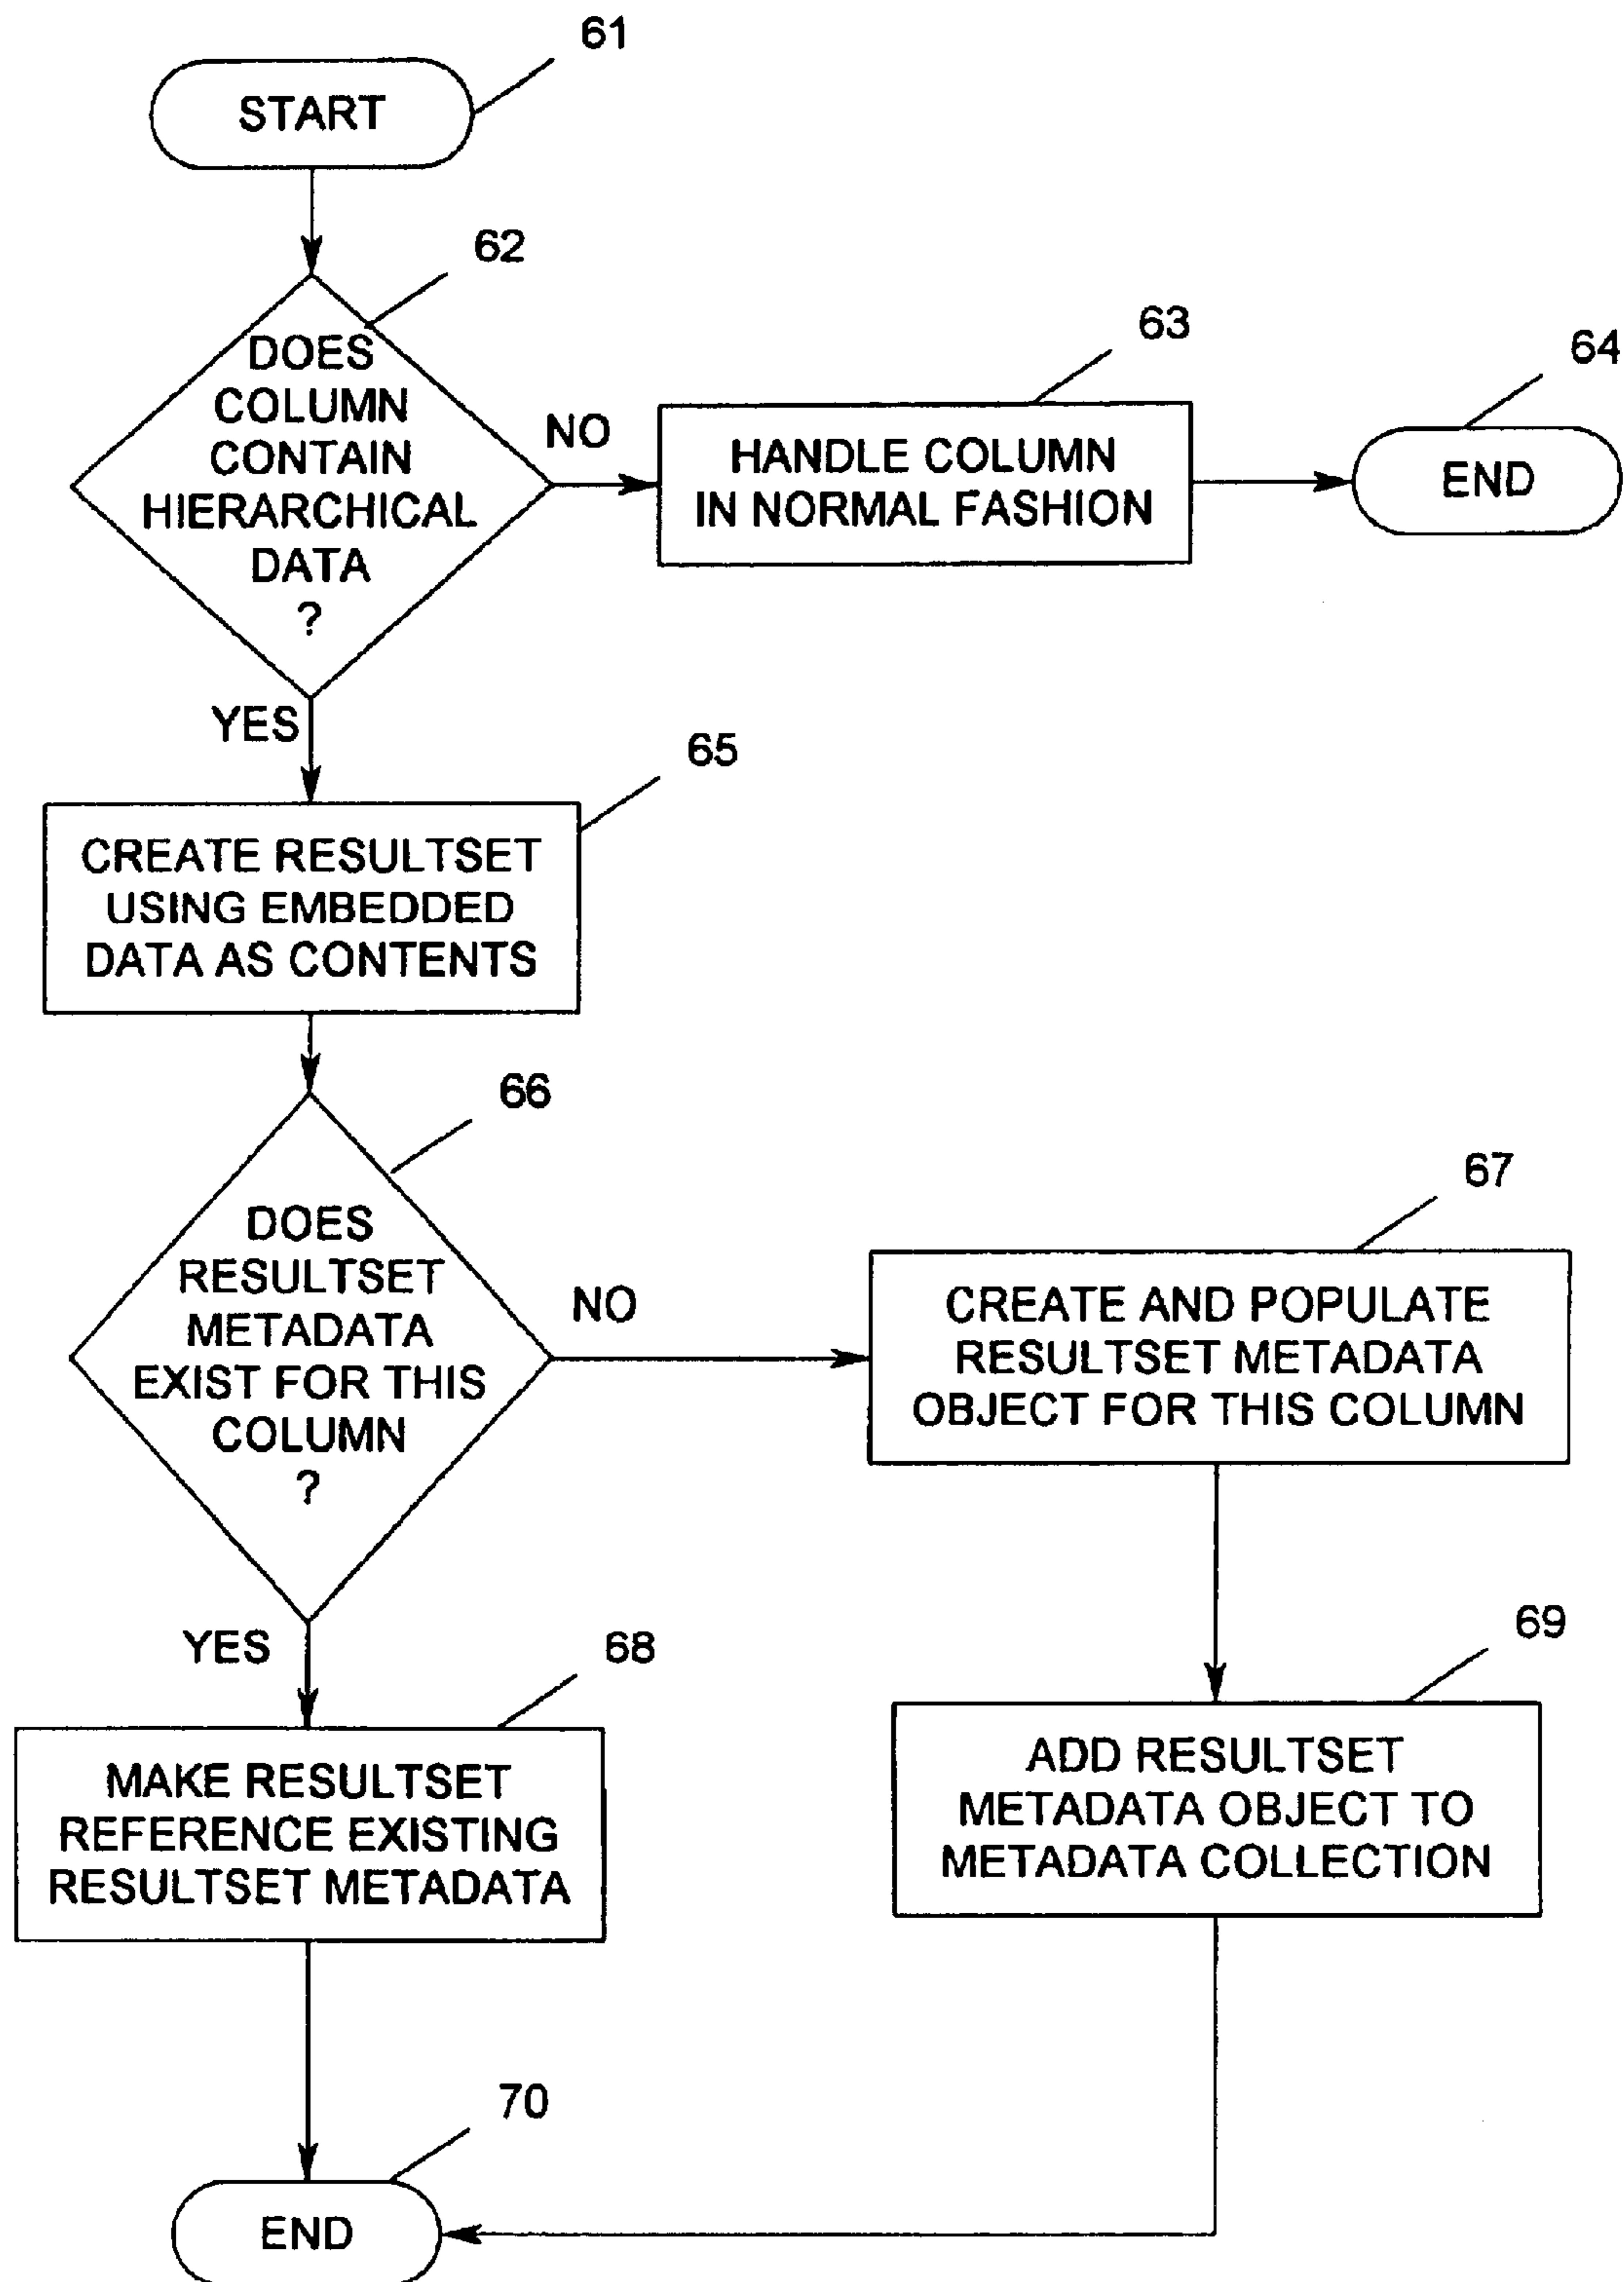 61
START
62
DOES
COLUMN
CONTAIN
HIERARCHICAL
DATA
?
NO
63
HANDLE COLUMN
IN NORMAL FASHION
64
END
YES
65
CREATE RESULTSET
USING EMBEDDED
DATA AS CONTENTS
66
DOES
RESULTSET
METADATA
EXIST FOR THIS
COLUMN
?
NO
67
CREATE AND POPULATE
RESULTSET METADATA
OBJECT FOR THIS COLUMN
YES
68
MAKE RESULTSET
REFERENCE EXISTING
RESULTSET METADATA
69
ADD RESULTSET
METADATA OBJECT TO
METADATA COLLECTION
70
END